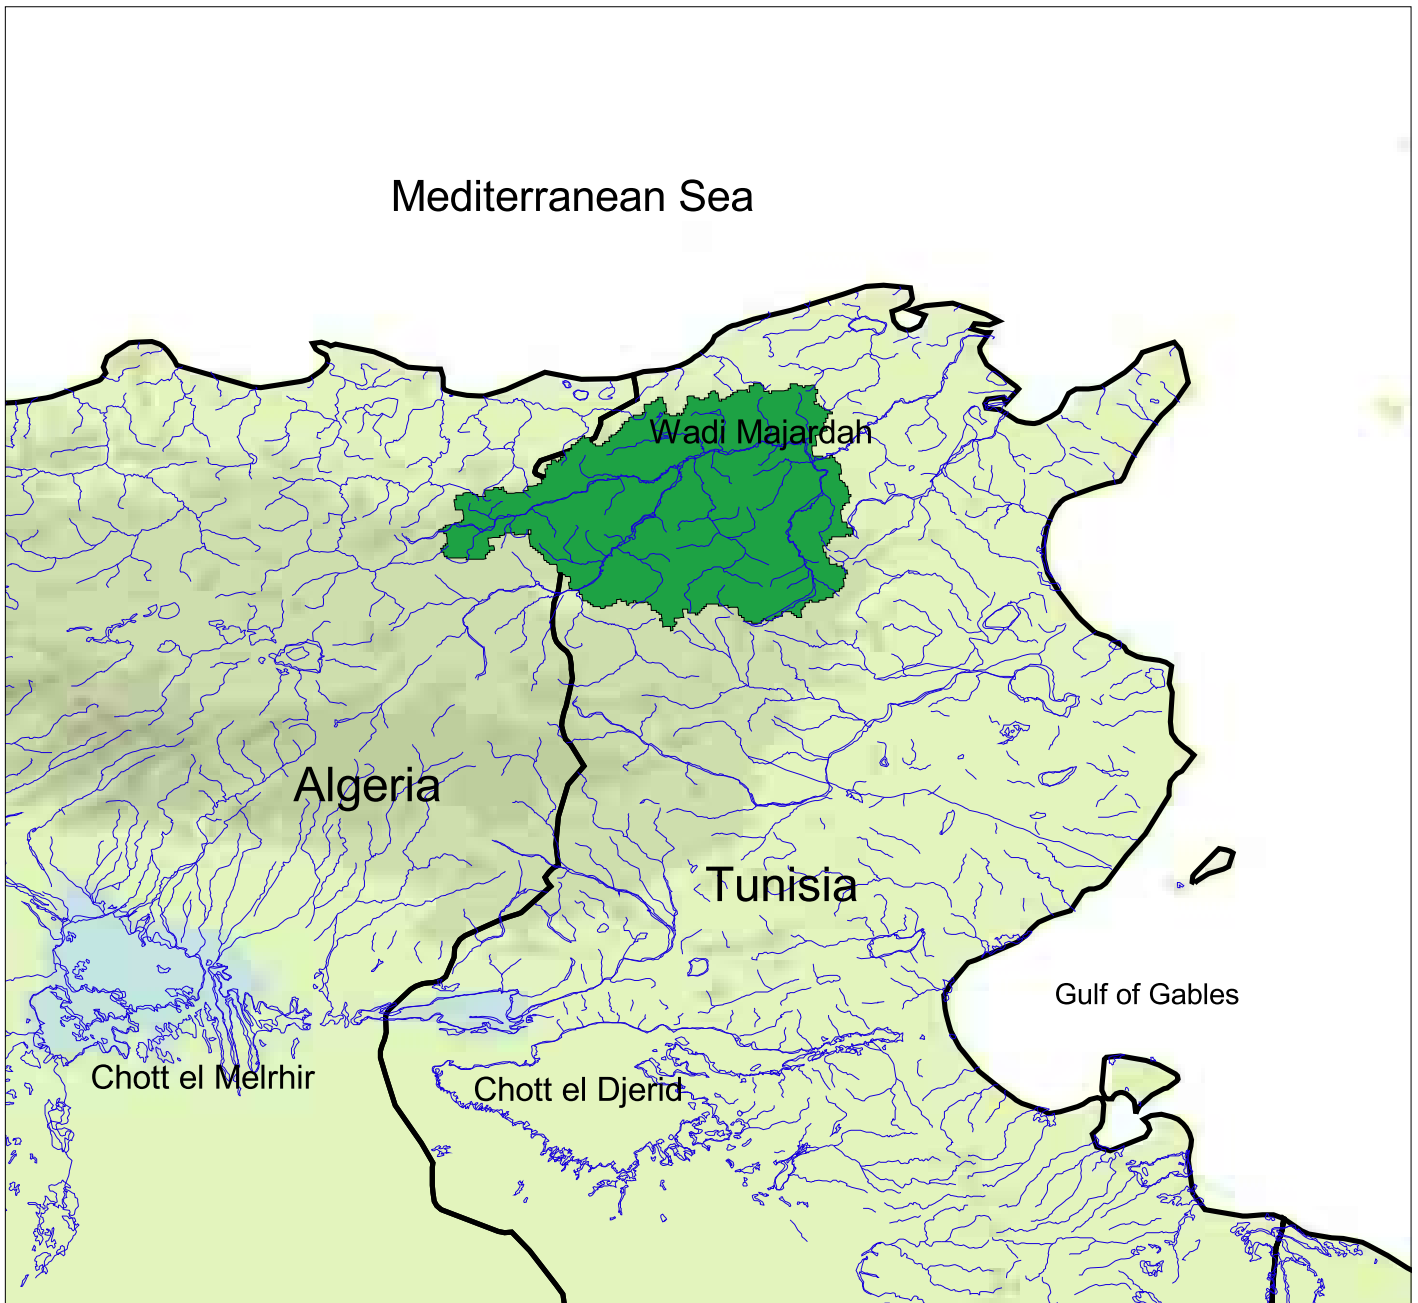 Mediterranean Sea
Wadi Majardah
Algeria
Tunisia
Gulf of Gables
Chott el Melrhir
Chott el Djerid